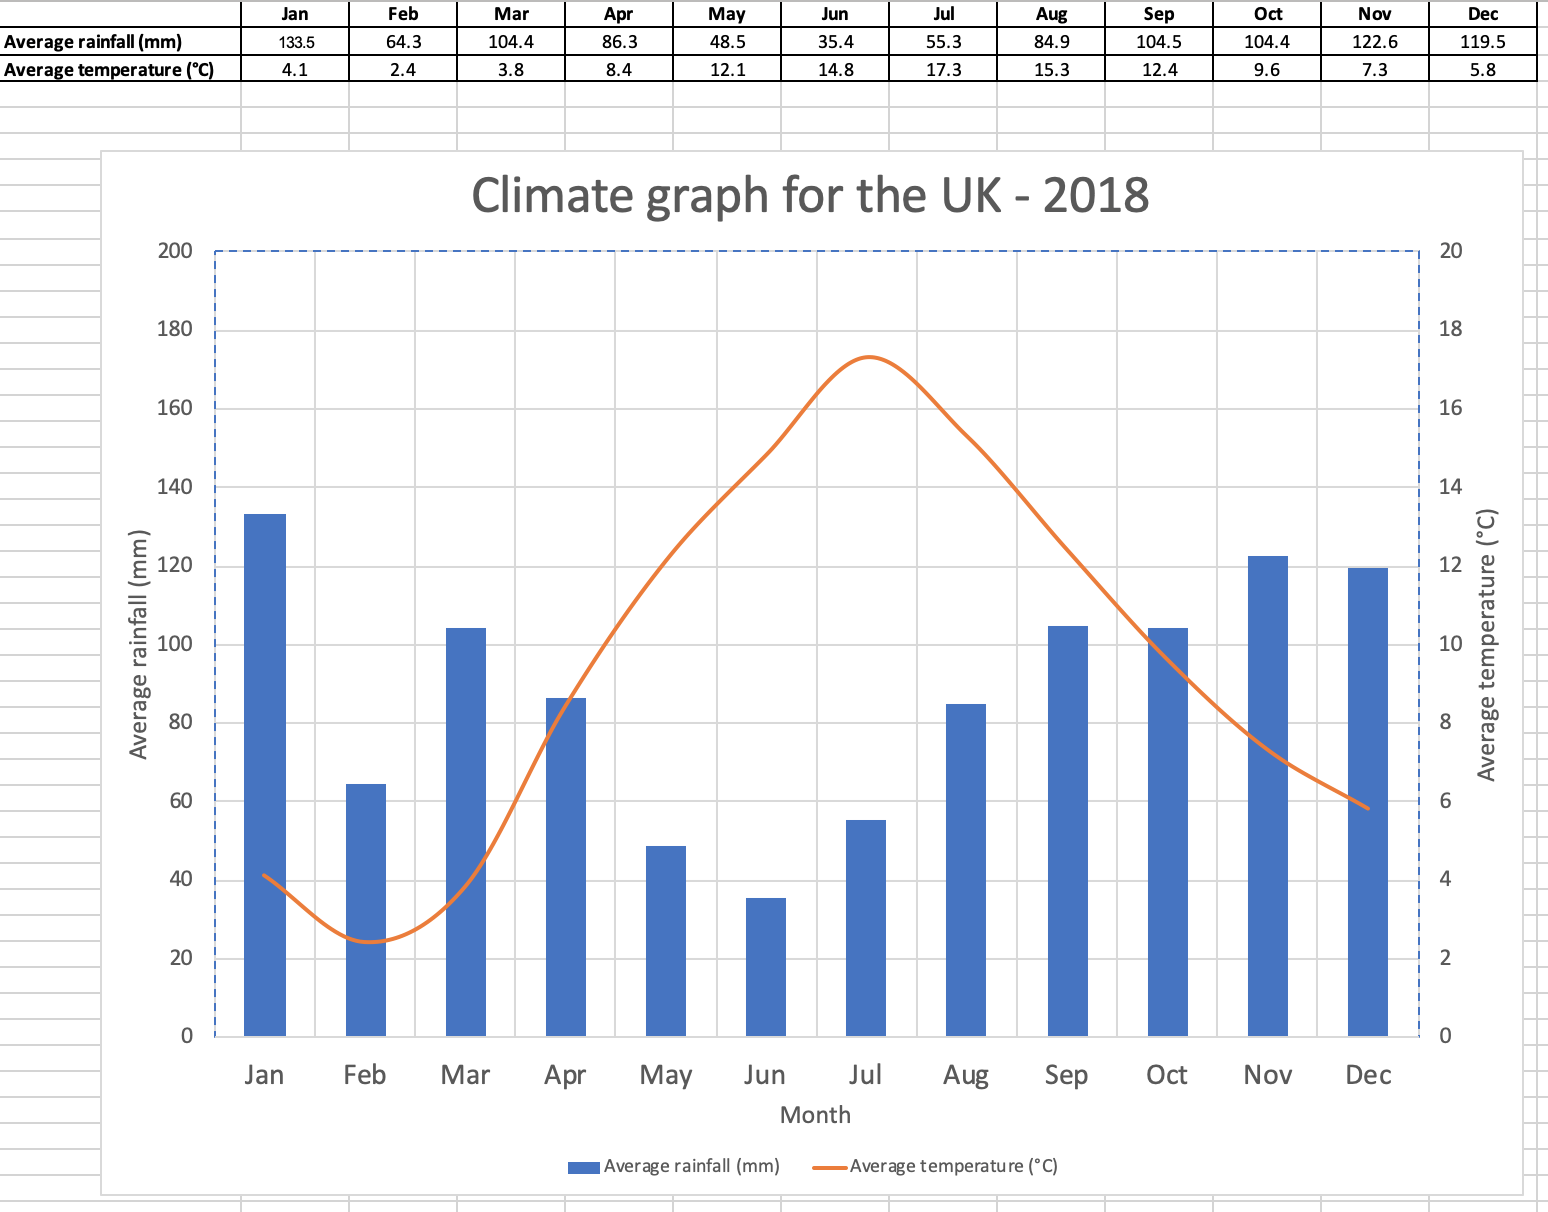 Jan Feb Mar Apr May Jun Jul Aug Sep Oct Nov Dec
Average rainfall (mm) 133.5 64.3 104.4 86.3 48.5 35.4 55.3 84.9 104.5 104.4 122.6 119.5
Average temperature (°C) 4.1 2.4 3.8 8.4 12.1 14.8 17.3 15.3 12.4 9.6 7.3 5.8
Climate graph for the UK - 2018
200 20
180 18
160 16
140 14
120 12
100 10
80 8
60 6
40 4
20 2
0 0
Average rainfall (mm)
Average temperature (°C)
Jan Feb Mar Apr May Jun Jul Aug Sep Oct Nov Dec
Month
Average rainfall (mm) Average temperature (°C)